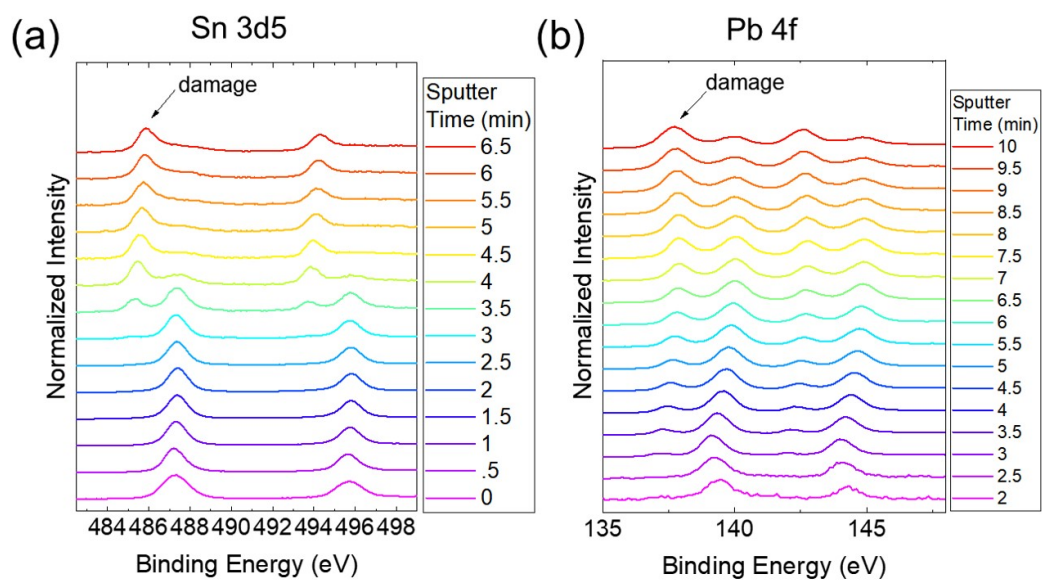 (a)
Sn 3d5
damage
Normalized Intensity
484 486 488 490 492 494 496 498
Binding Energy (eV)
Sputter
Time (min)
6.5
6
5.5
5
4.5
4
3.5
3
2.5
2
1.5
1
.5
0
(b)
Pb 4f
damage
Normalized Intensity
135 140 145
Binding Energy (eV)
Sputter
Time (min)
10
9.5
9
8.5
8
7.5
7
6.5
6
5.5
5
4.5
4
3.5
3
2.5
2